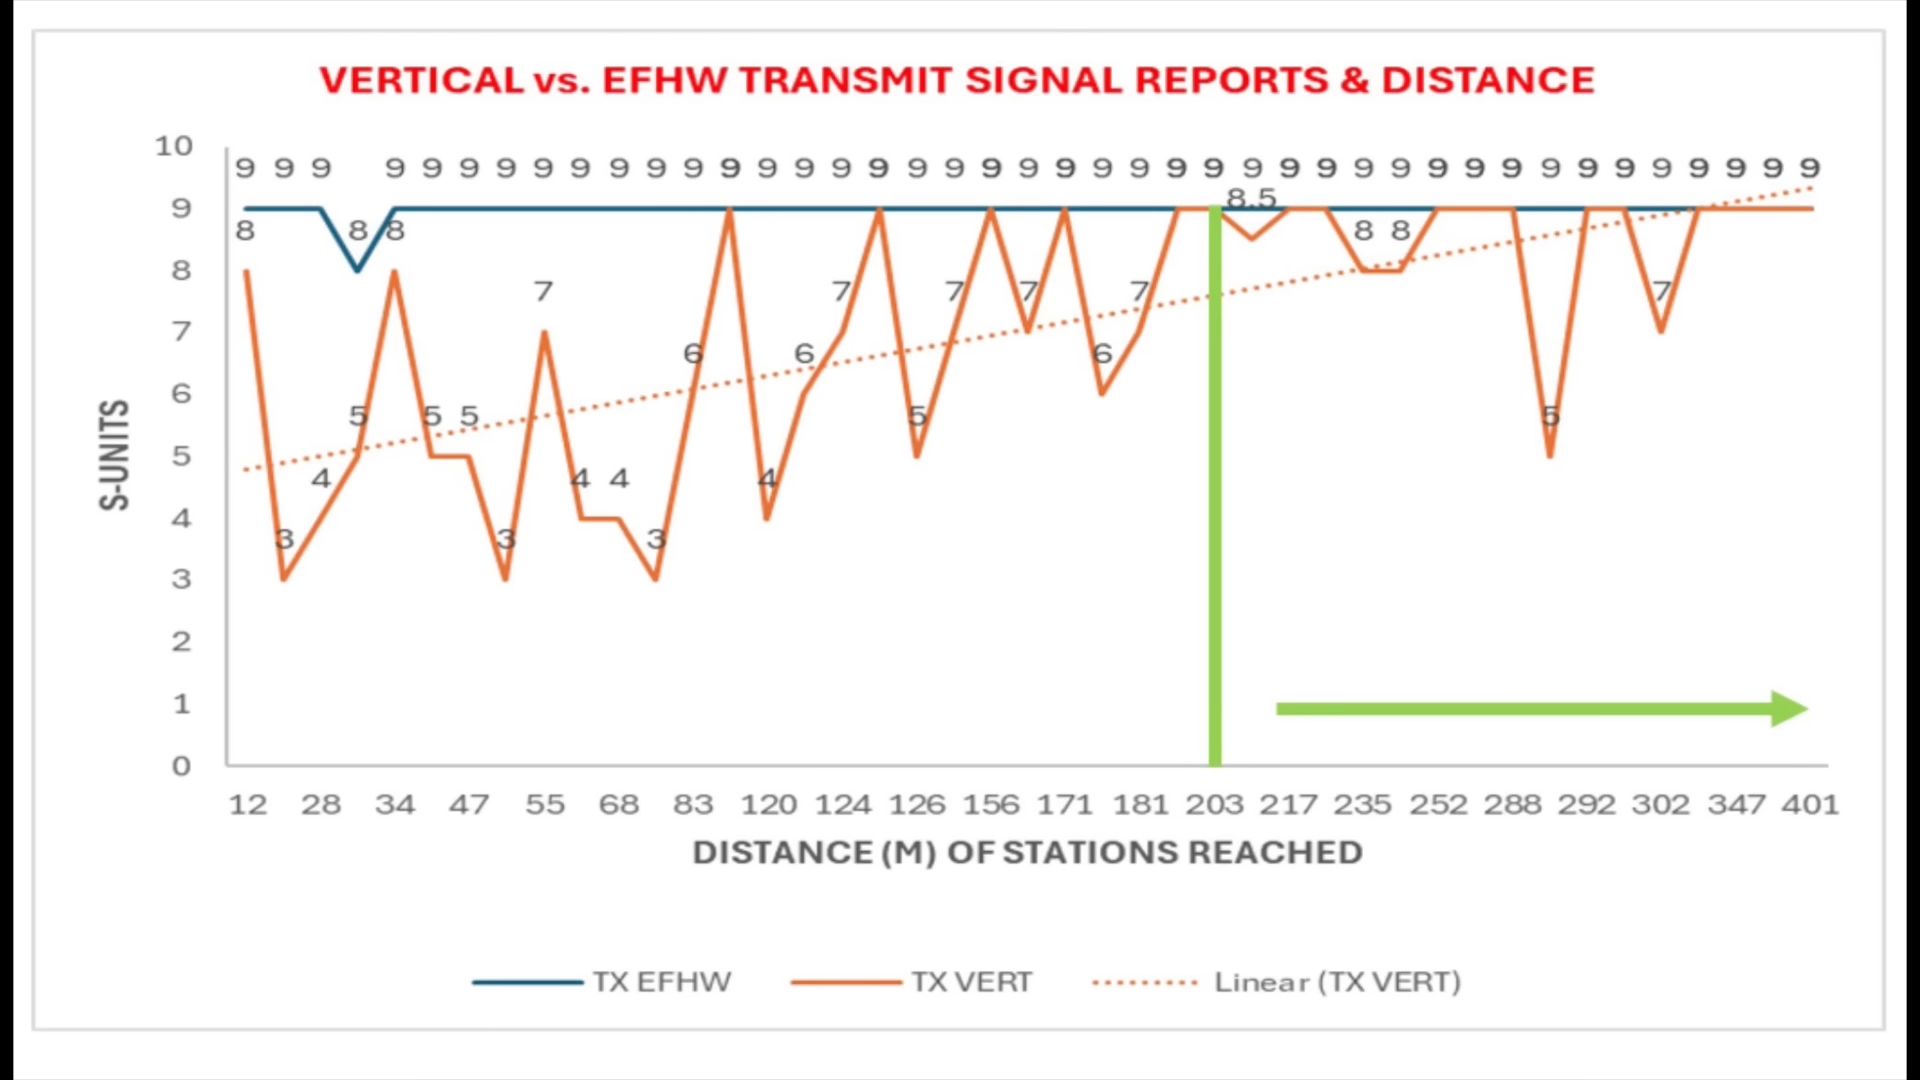 VERTICAL vs. EFHW TRANSMIT SIGNAL REPORTS & DISTANCE
10
9 9 9 9 9 9 9 9 9 9 9 9 9 9 9 9 9 9 9 9 9 9 9 9 9 9 9 9 9 9 9 9 9 9 9 9 9 9 9 9 9 9
8.5
9
8 8 8 8 8
8
7 7 7 7 7 7
7
6 6 6
6
5 5 5 5 5
5
4 4 4 4
4
3 3 3
3
2
1
0
S-UNITS
12 28 34 47 55 68 83 120 124 126 156 171 181 203 217 235 252 288 292 302 347 401
DISTANCE (M) OF STATIONS REACHED
TX EFHW TX VERT Linear (TX VERT)